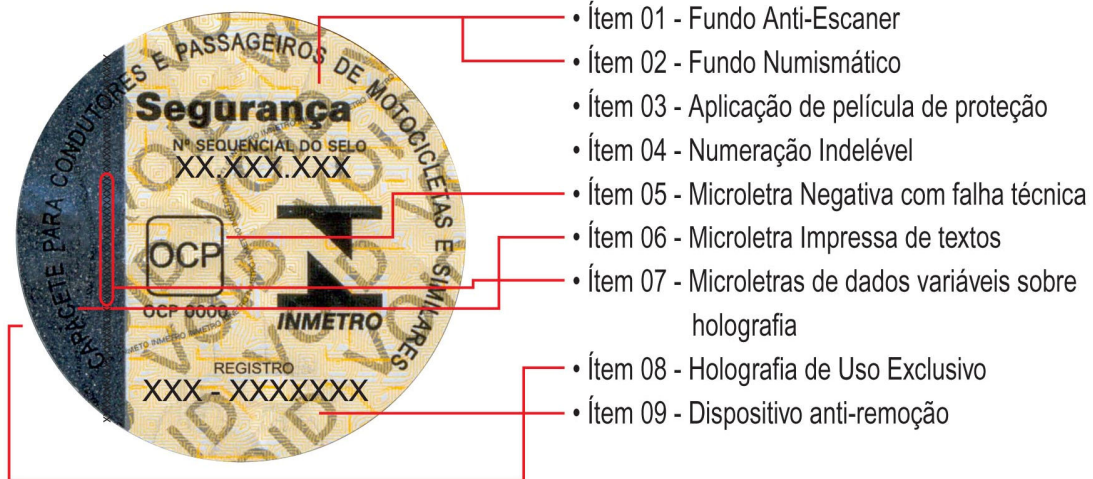 CAPACETE PARA CONDUTORES E PASSAGEIROS DE MOTOCICLETAS E SIMILARES
Segurança
Nº SEQUENCIAL DO SELO
XX.XXX.XXX
OCP
OCP 0000
INMETRO
REGISTRO
XXX - XXXXXXX
VOID
• Ítem 01 - Fundo Anti-Escaner
• Ítem 02 - Fundo Numismático
• Ítem 03 - Aplicação de película de proteção
• Ítem 04 - Numeração Indelével
• Ítem 05 - Microletra Negativa com falha técnica
• Ítem 06 - Microletra Impressa de textos
• Ítem 07 - Microletras de dados variáveis sobre
holografia
• Ítem 08 - Holografia de Uso Exclusivo
• Ítem 09 - Dispositivo anti-remoção